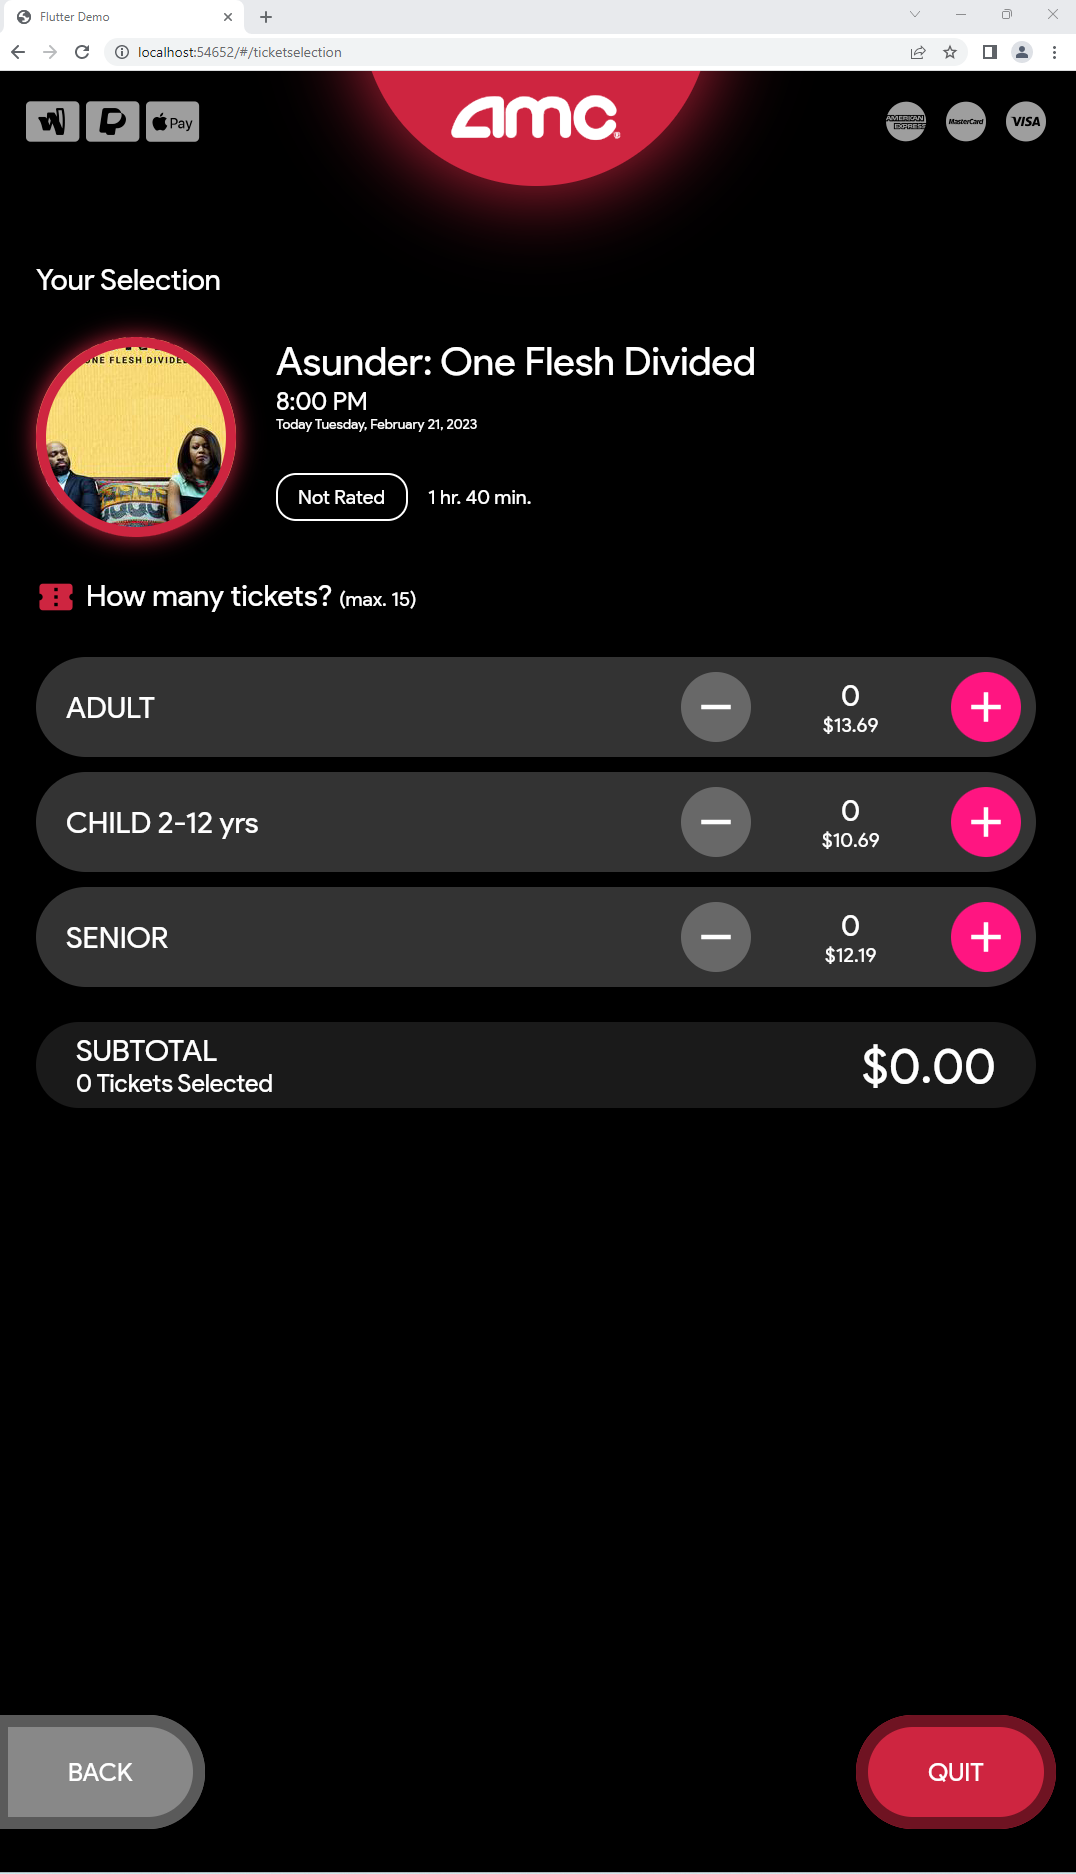 Flutter Demo
localhost:54652/#/ticketselection
Pay
amc
AMERICAN
EXPRESS
MasterCard
VISA
Your Selection
ONE FLESH DIVIDED
Asunder: One Flesh Divided
8:00 PM
Today Tuesday, February 21, 2023
Not Rated
1 hr. 40 min.
How many tickets? (max. 15)
ADULT
0
$13.69
CHILD 2-12 yrs
0
$10.69
SENIOR
0
$12.19
SUBTOTAL
0 Tickets Selected
$0.00
BACK
QUIT